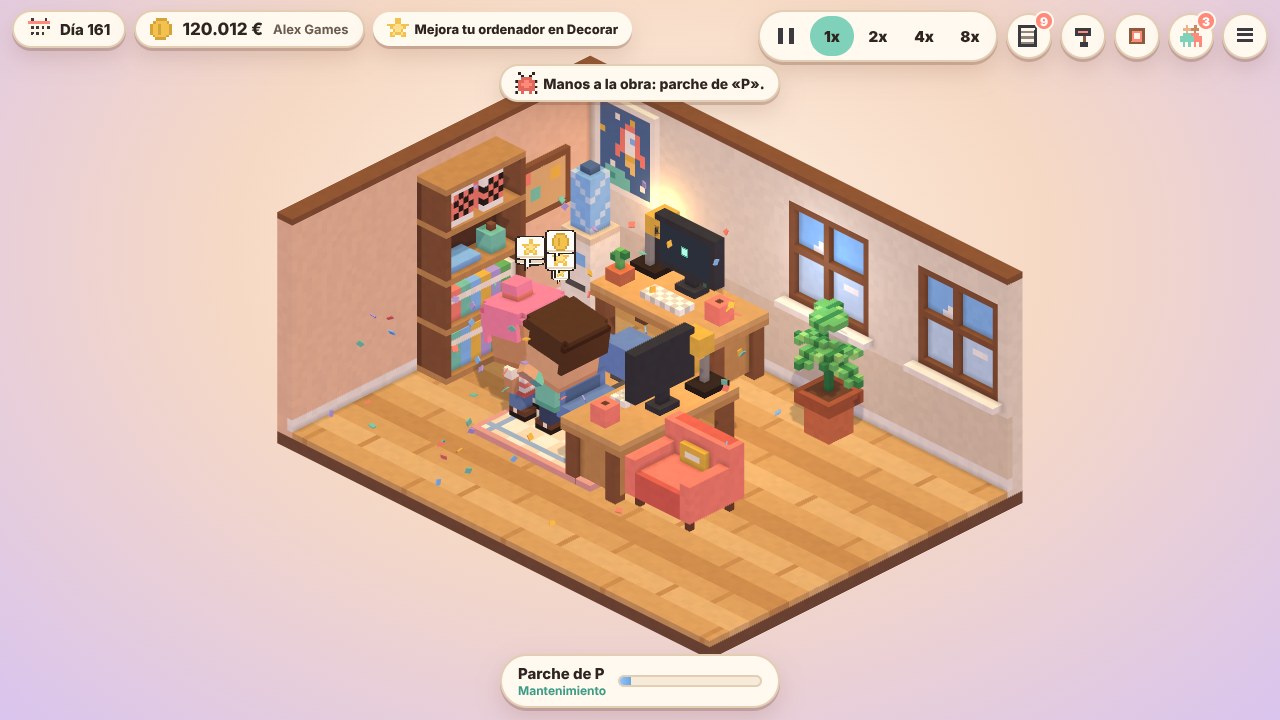 Día 161
120.012 € Alex Games
Mejora tu ordenador en Decorar
1x 2x 4x 8x
9
3
Manos a la obra: parche de «P».
Parche de P
Mantenimiento